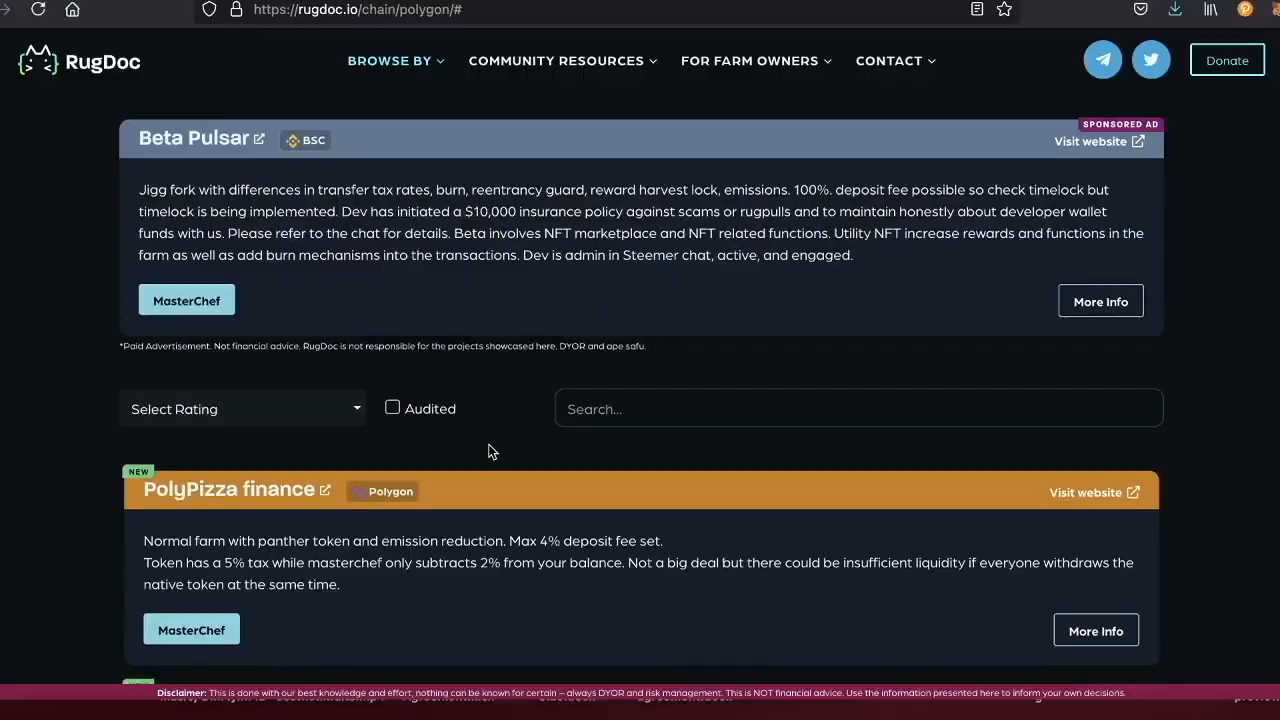 https://rugdoc.io/chain/polygon/#
RugDoc
BROWSE BY
COMMUNITY RESOURCES
FOR FARM OWNERS
CONTACT
Donate
SPONSORED AD
Beta Pulsar
BSC
Visit website
Jigg fork with differences in transfer tax rates, burn, reentrancy guard, reward harvest lock, emissions. 100%. deposit fee possible so check timelock but
timelock is being implemented. Dev has initiated a $10,000 insurance policy against scams or rugpulls and to maintain honestly about developer wallet
funds with us. Please refer to the chat for details. Beta involves NFT marketplace and NFT related functions. Utility NFT increase rewards and functions in the
farm as well as add burn mechanisms into the transactions. Dev is admin in Steemer chat, active, and engaged.
MasterChef
More Info
*Paid Advertisement. Not financial advice. RugDoc is not responsible for the projects showcased here. DYOR and ape safu.
Select Rating
Audited
Search...
NEW
PolyPizza finance
Polygon
Visit website
Normal farm with panther token and emission reduction. Max 4% deposit fee set.
Token has a 5% tax while masterchef only subtracts 2% from your balance. Not a big deal but there could be insufficient liquidity if everyone withdraws the
native token at the same time.
MasterChef
More Info
Disclaimer: This is done with our best knowledge and effort, nothing can be known for certain – always DYOR and risk management. This is NOT financial advice. Use the information presented here to inform your own decisions.